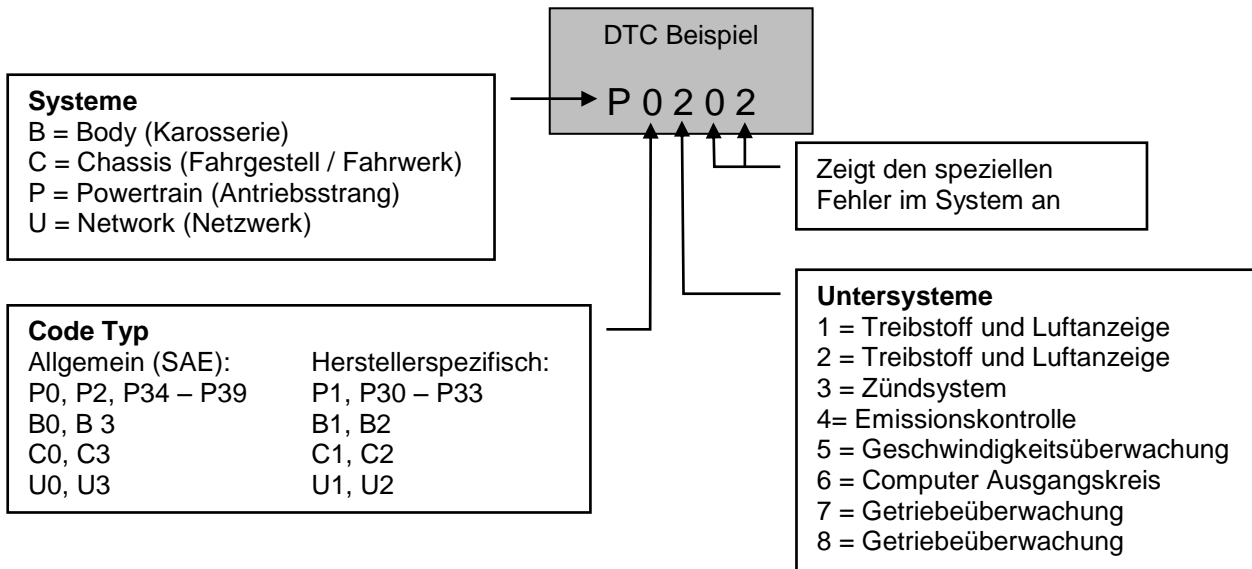 DTC Beispiel
P 0 2 0 2
Systeme
B = Body (Karosserie)
C = Chassis (Fahrgestell / Fahrwerk)
P = Powertrain (Antriebsstrang)
U = Network (Netzwerk)
Zeigt den speziellen
Fehler im System an
Code Typ
Allgemein (SAE): Herstellerspezifisch:
P0, P2, P34 – P39 P1, P30 – P33
B0, B 3 B1, B2
C0, C3 C1, C2
U0, U3 U1, U2
Untersysteme
1 = Treibstoff und Luftanzeige
2 = Treibstoff und Luftanzeige
3 = Zündsystem
4= Emissionskontrolle
5 = Geschwindigkeitsüberwachung
6 = Computer Ausgangskreis
7 = Getriebeüberwachung
8 = Getriebeüberwachung